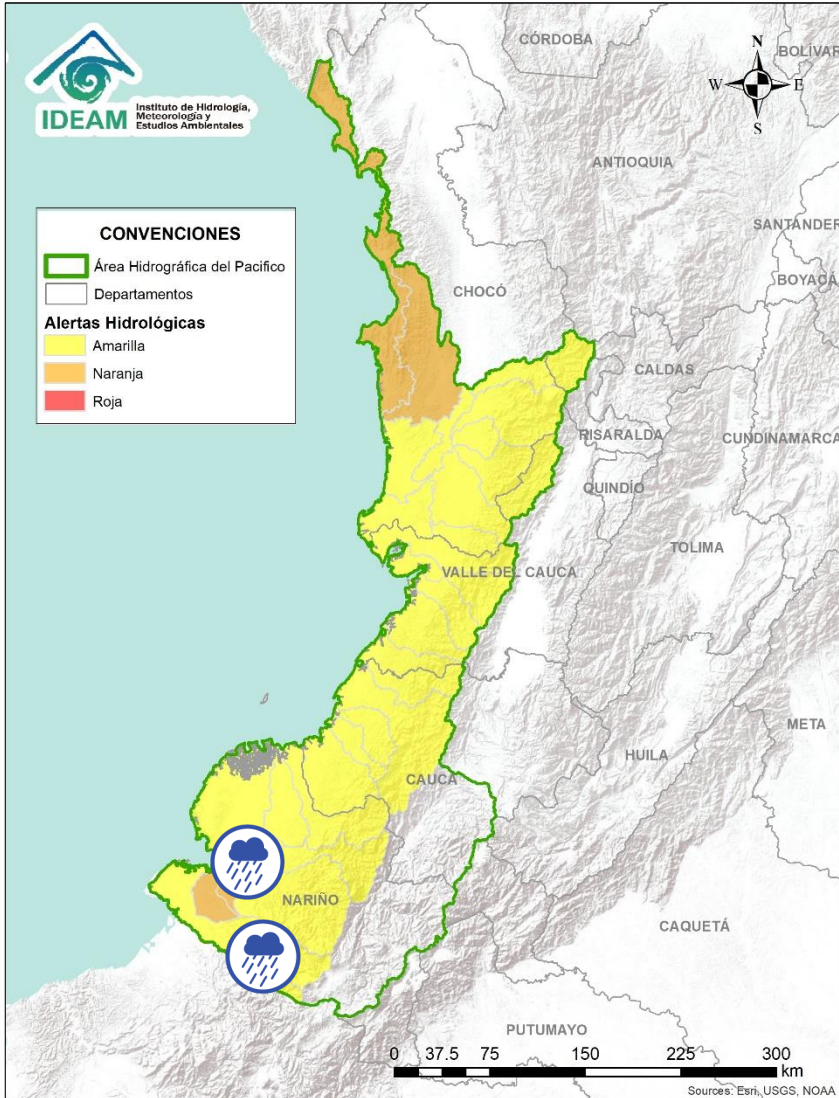 IDEAM
Instituto de Hidrología,
Meteorología y
Estudios Ambientales
N
W
E
S
CONVENCIONES
Área Hidrográfica del Pacifico
Departamentos
Alertas Hidrológicas
Amarilla
Naranja
Roja
CÓRDOBA
BOLÍVAR
ANTIOQUIA
SANTANDER
BOYACÁ
CHOCÓ
CALDAS
RISARALDA
CUNDINAMARCA
QUINDÍO
TOLIMA
VALLE DEL CAUCA
META
HUILA
CAUCA
NARIÑO
CAQUETÁ
PUTUMAYO
0 37.5 75 150 225 300
km
Sources: Esri, USGS, NOAA